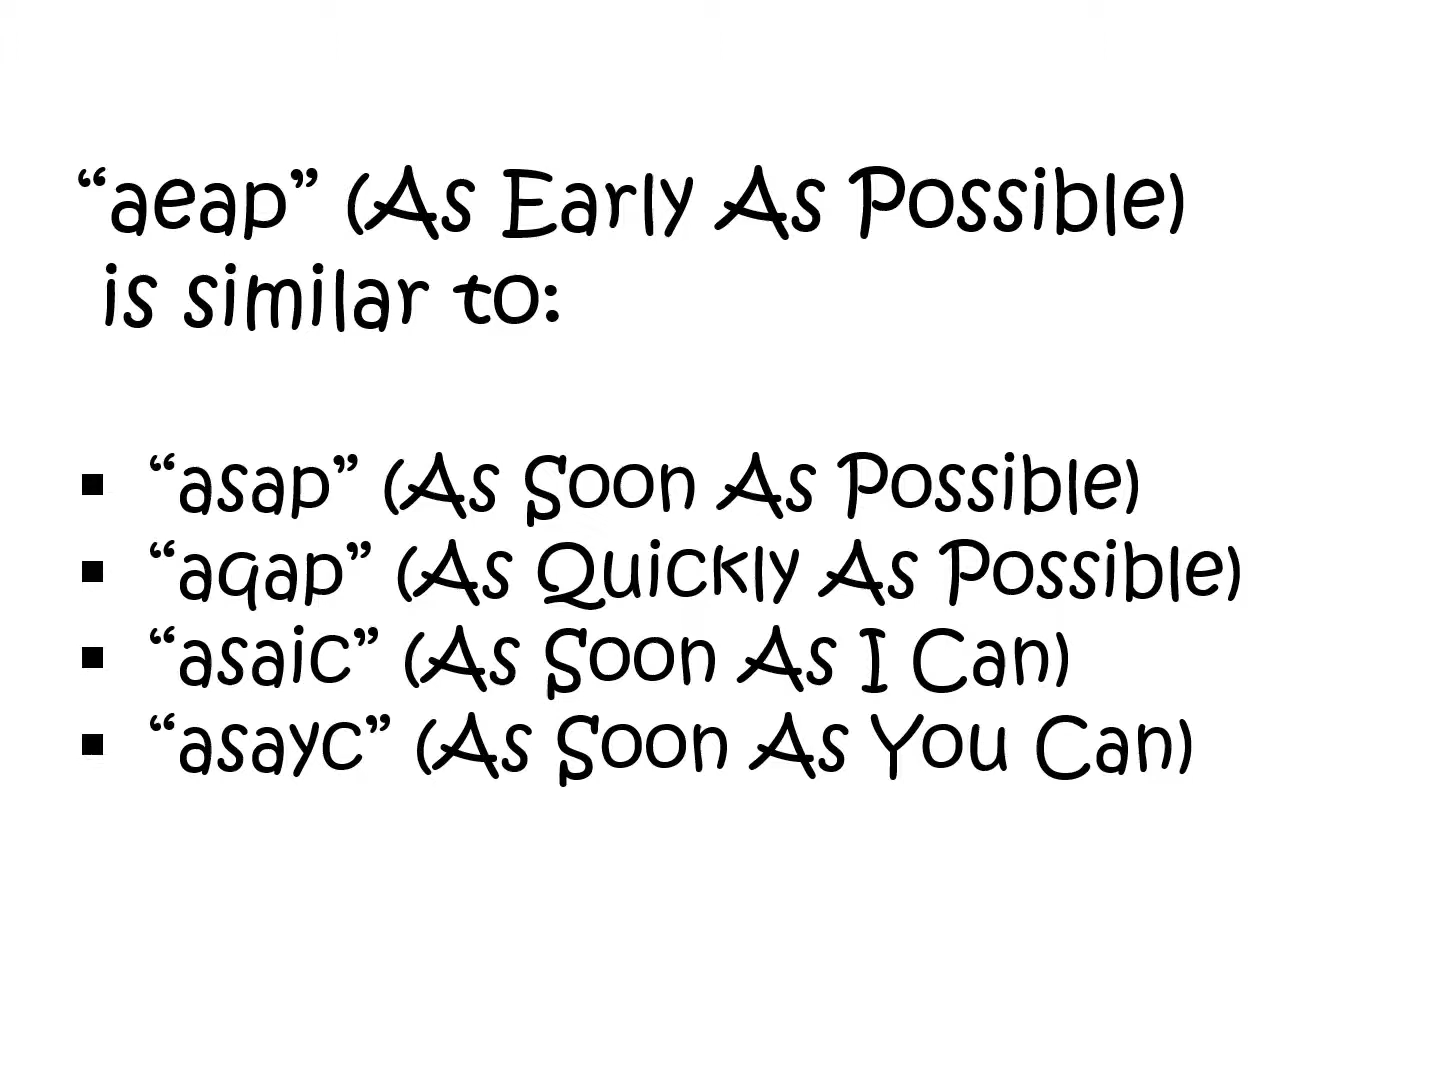 “aeap” (As Early As Possible)
is similar to:
▪ “asap” (As Soon As Possible)
▪ “aqap” (As Quickly As Possible)
▪ “asaic” (As Soon As I Can)
▪ “asayc” (As Soon As You Can)